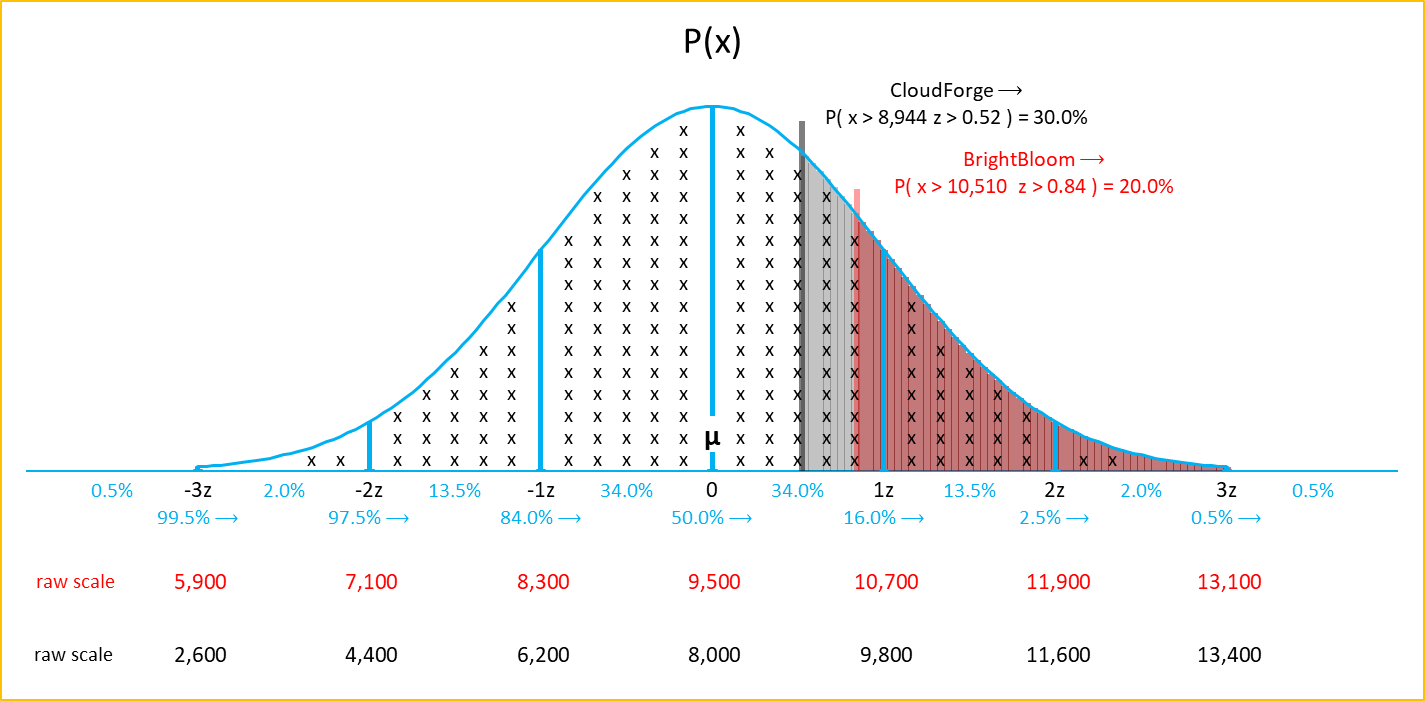 P(x)
CloudForge →
P( x > 8,944 z > 0.52 ) = 30.0%
BrightBloom →
P( x > 10,510  z > 0.84 ) = 20.0%
x x
x x x x
x x x x x x
x x x x x x x x
x x x x x x x x
x x x x x x x x x x
x x x x x x x x x x
x x x x x x x x x x
x x x x x x x x x x x x
x x x x x x x x x x x x
x x x x x x x x x x x x x x x
x x x x x x x x x x x x x x x x x
x x x x x x x x x x x x x x x x x x x
x x x x x x x x x x x x x x x x x x x x
μ
x x x x x x x x x x x x x x x x x x x x
x x x x x x x x x x x x x x x x x x x x x x x x
0.5% -3z 2.0% -2z 13.5% -1z 34.0% 0 34.0% 1z 13.5% 2z 2.0% 3z 0.5%
99.5% → 97.5% → 84.0% → 50.0% → 16.0% → 2.5% → 0.5% →
raw scale 5,900 7,100 8,300 9,500 10,700 11,900 13,100
raw scale 2,600 4,400 6,200 8,000 9,800 11,600 13,400